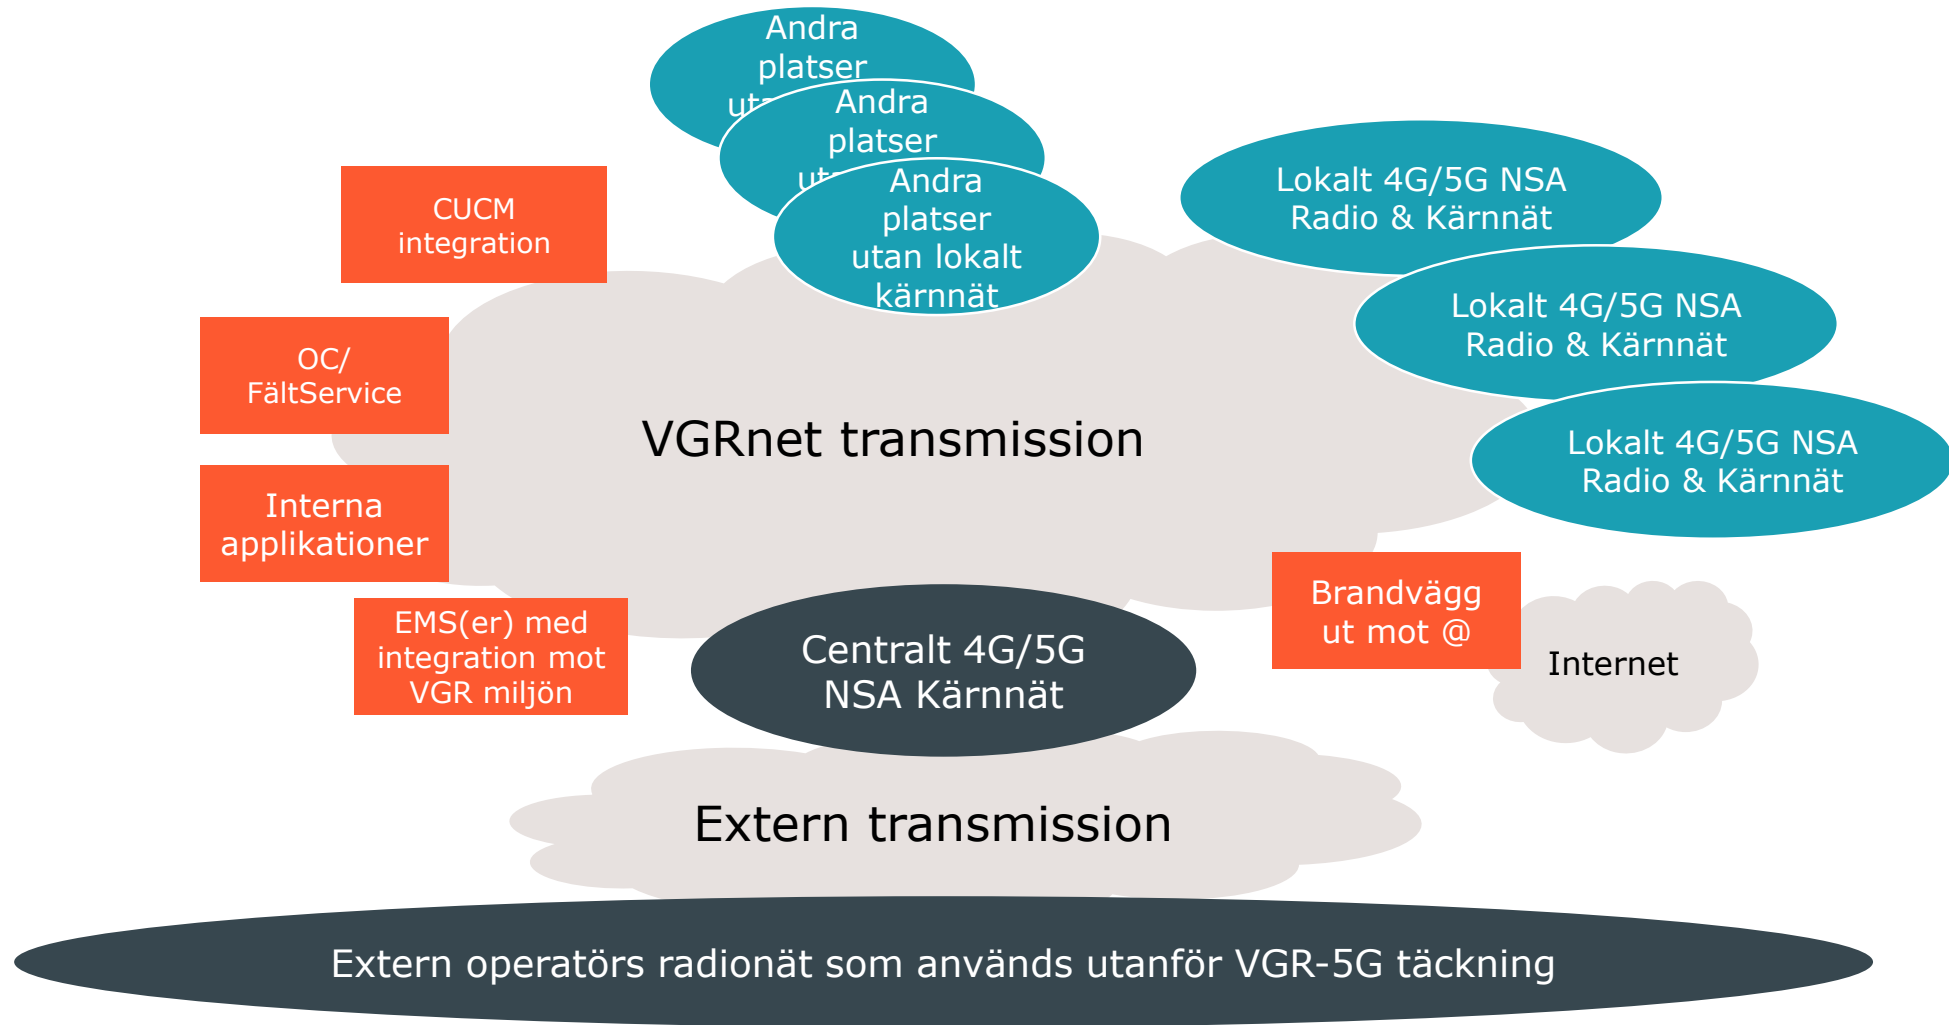 Andra
platser
Andra
platser
Andra
platser
utan lokalt
kärnnät
CUCM
integration
Lokalt 4G/5G NSA
Radio & Kärnnät
Lokalt 4G/5G NSA
Radio & Kärnnät
Lokalt 4G/5G NSA
Radio & Kärnnät
OC/
FältService
VGRnet transmission
Interna
applikationer
EMS(er) med
integration mot
VGR miljön
Centralt 4G/5G
NSA Kärnnät
Brandvägg
ut mot @
Internet
Extern transmission
Extern operatörs radionät som används utanför VGR-5G täckning